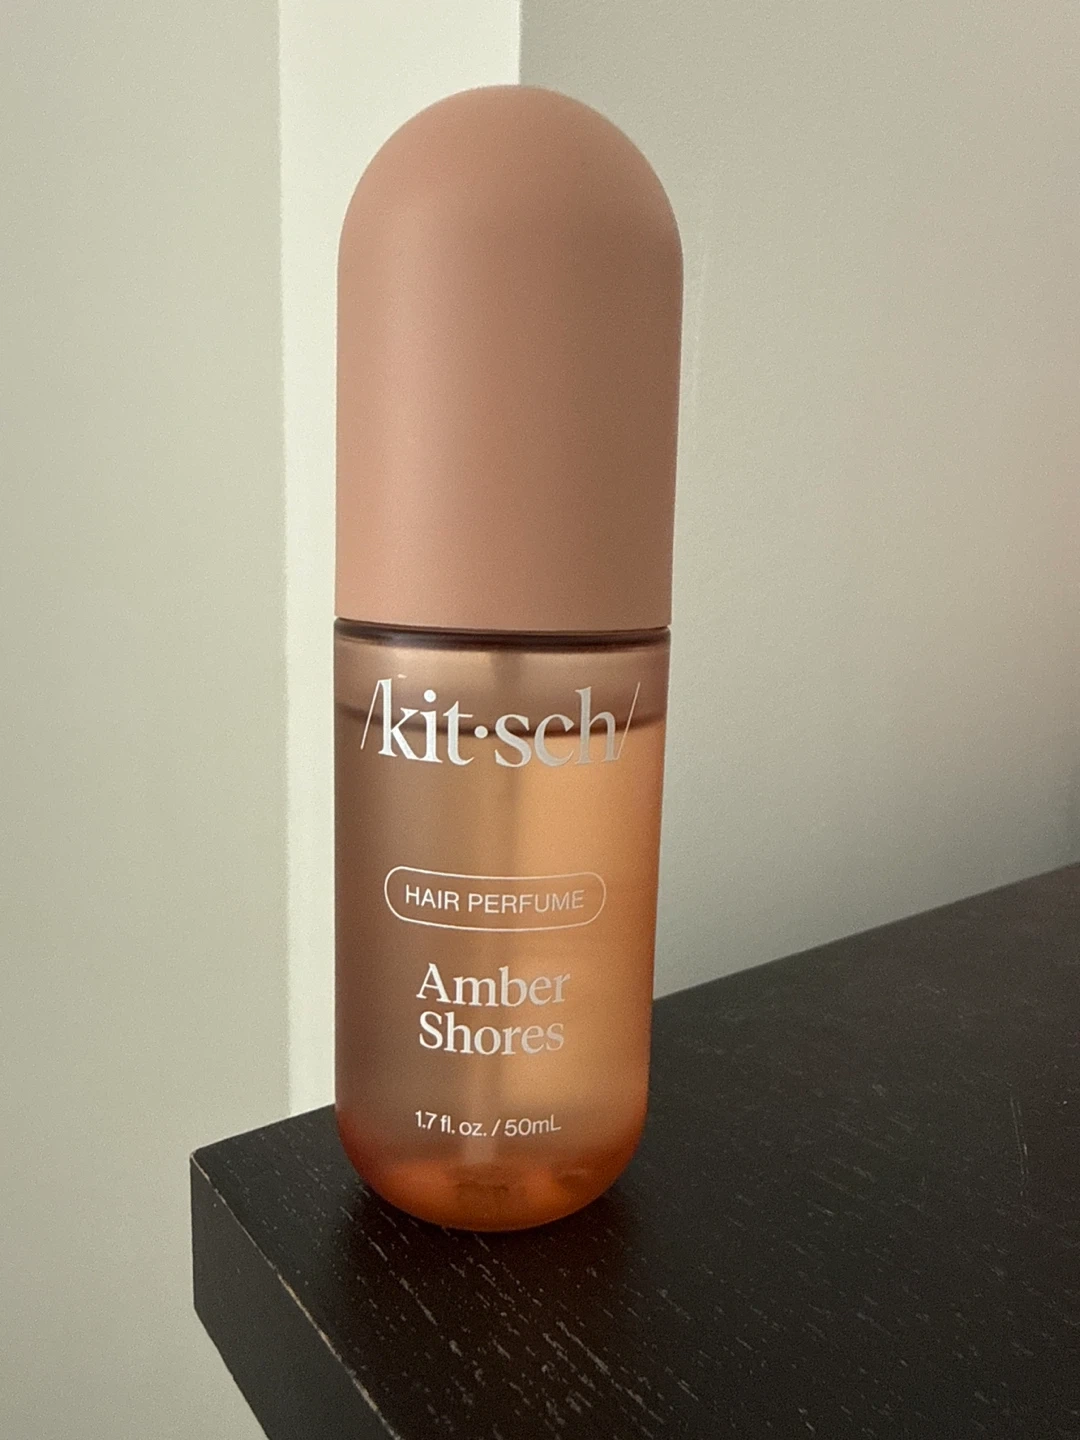 /kit·sch/
HAIR PERFUME
Amber
Shores
1.7 fl. oz. / 50mL